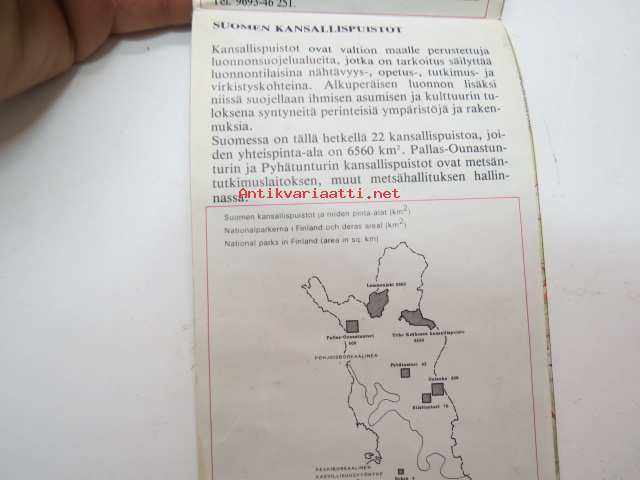 Tel. 9693-46 251.
SUOMEN KANSALLISPUISTOT
Kansallispuistot ovat valtion maalle perustettuja
luonnonsuojelualueita, jotka on tarkoitus säilyttää
luonnontilaisina nähtävyys-, opetus-, tutkimus- ja
virkistyskohteina. Alkuperäisen luonnon lisäksi
niissä suojellaan ihmisen asumisen ja kulttuurin tu-
loksena syntyneitä perinteisiä ympäristöjä ja raken-
nuksia.
Suomessa on tällä hetkellä 22 kansallispuistoa, joi-
den yhteispinta-ala on 6560 km². Pallas-Ounastun-
turin ja Pyhätunturin kansallispuistot ovat metsän-
tutkimuslaitoksen, muut metsähallituksen hallin-
nassa.
Antikvariaatti.net
Suomen kansallispuistot ja niiden pinta-alat (km²)
Nationalparkerna i Finland och deras areal (km²)
National parks in Finland (area in sq. km)
Lemmenjoki
Pallas-Ounastunturi
500
Urho Kekkosen kansallispuisto
POHJOISBOREAALINEN
Pyhätunturi
Oulanka
Riisitunturi
KESKIBOREAALINEN
KASVILLISUUSVYÖHYKE